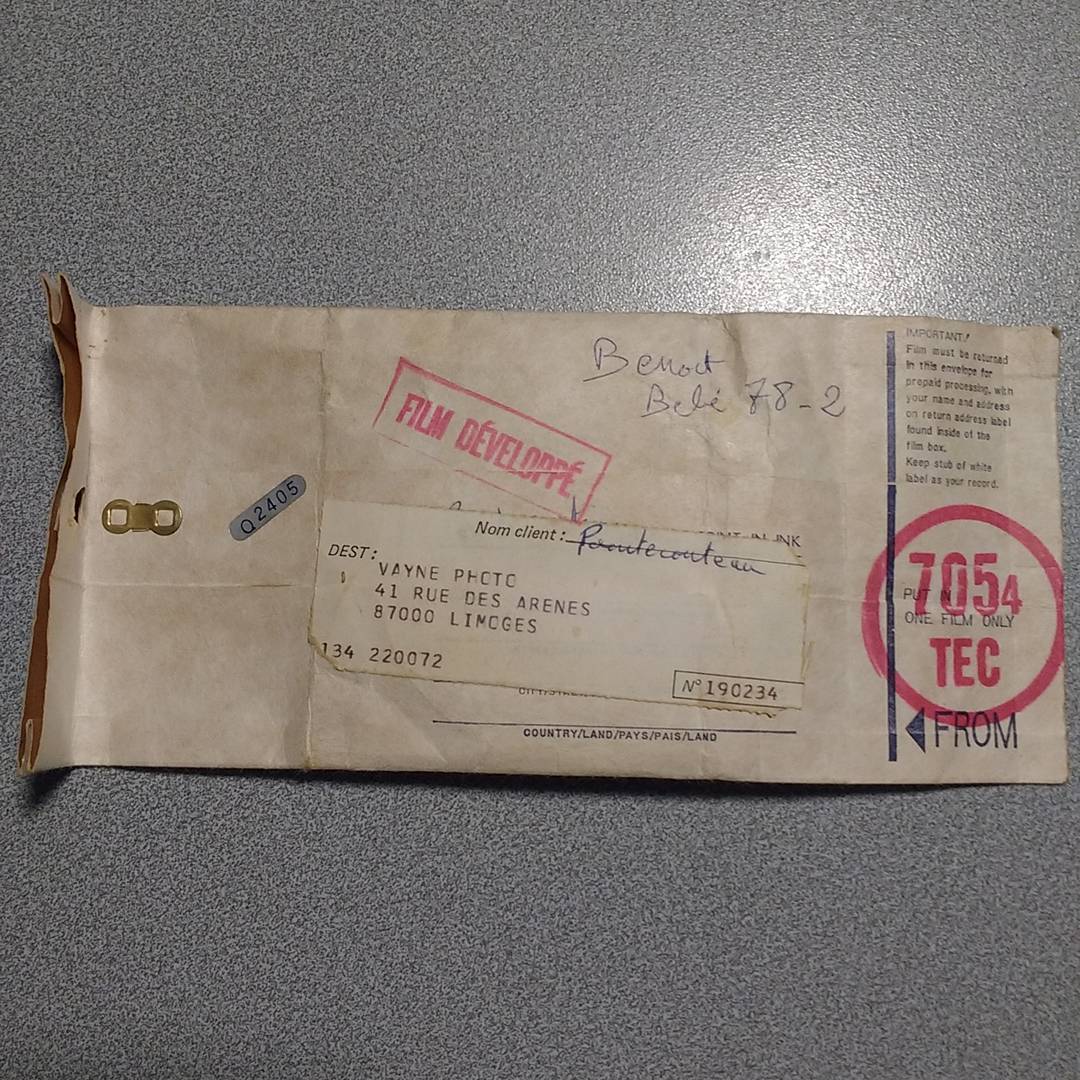 Benoit
Bebé 78-2
FILM DÉVELOPPÉ
Q2405
Nom client :
INK
DEST :
VAYNE PHOTO
41 RUE DES ARENES
87000 LIMOGES
134 220072
N° 190234
COUNTRY/LAND/PAYS/PAIS/LAND
IMPORTANT!
Film must be returned
in this envelope for
prepaid processing, with
your name and address
on return address label
found inside of the
film box.
Keep stub of white
label as your record.
7054
PUT IN
ONE FILM ONLY
TEC
FROM